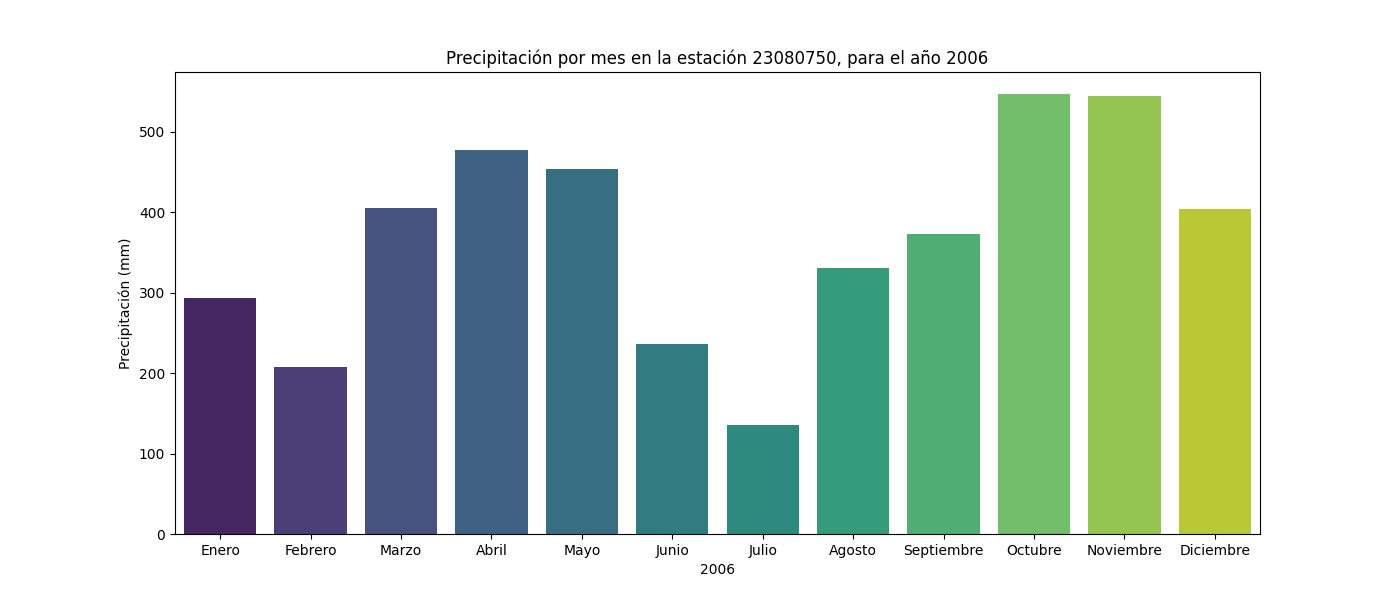 Precipitación por mes en la estación 23080750, para el año 2006
Precipitación (mm)
500
400
300
200
100
0
Enero Febrero Marzo Abril Mayo Junio Julio Agosto Septiembre Octubre Noviembre Diciembre
2006